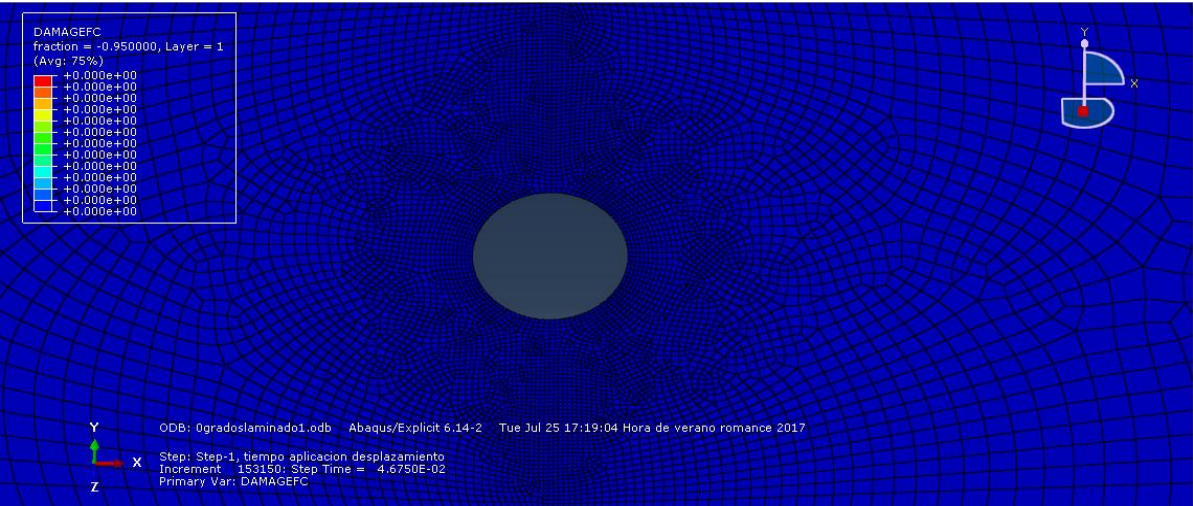 DAMAGEFC
fraction = -0.950000, Layer = 1
(Avg: 75%)
+0.000e+00
+0.000e+00
+0.000e+00
+0.000e+00
+0.000e+00
+0.000e+00
+0.000e+00
+0.000e+00
+0.000e+00
+0.000e+00
+0.000e+00
+0.000e+00
+0.000e+00
Y
X
Y
X
Z
ODB: 0gradoslaminado1.odb Abaqus/Explicit 6.14-2 Tue Jul 25 17:19:04 Hora de verano romance 2017
Step: Step-1, tiempo aplicacion desplazamiento
Increment 153150: Step Time = 4.6750E-02
Primary Var: DAMAGEFC